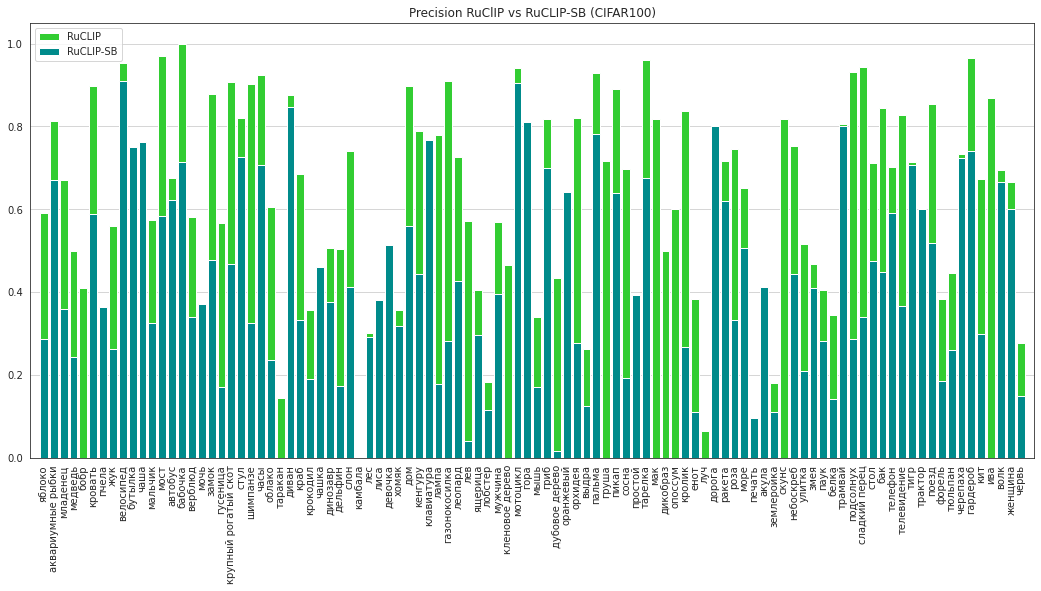 Precision RuClIP vs RuCLIP-SB (CIFAR100)
RuCLIP
RuCLIP-SB
1.0
0.8
0.6
0.4
0.2
0.0
яблоко
аквариумные рыбки
младенец
медведь
бобр
кровать
пчела
жук
велосипед
бутылка
чаша
мальчик
мост
автобус
бабочка
верблюд
мочь
замок
гусеница
крупный рогатый скот
стул
шимпанзе
часы
облако
таракан
диван
краб
крокодил
чашка
динозавр
дельфин
слон
камбала
лес
лиса
девочка
хомяк
дом
кенгуру
клавиатура
лампа
газонокосилка
леопард
лев
ящерица
лобстер
мужчина
кленовое дерево
мотоцикл
гора
мышь
гриб
дубовое дерево
оранжевый
орхидея
выдра
пальма
груша
пикап
сосна
простой
тарелка
мак
дикобраз
опоссум
кролик
енот
луч
дорога
ракета
роза
море
печать
акула
землеройка
скунс
небоскреб
улитка
змея
паук
белка
трамвай
подсолнух
сладкий перец
стол
бак
телефон
телевидение
тигр
трактор
поезд
форель
тюльпан
черепаха
гардероб
кит
ива
волк
женщина
червь